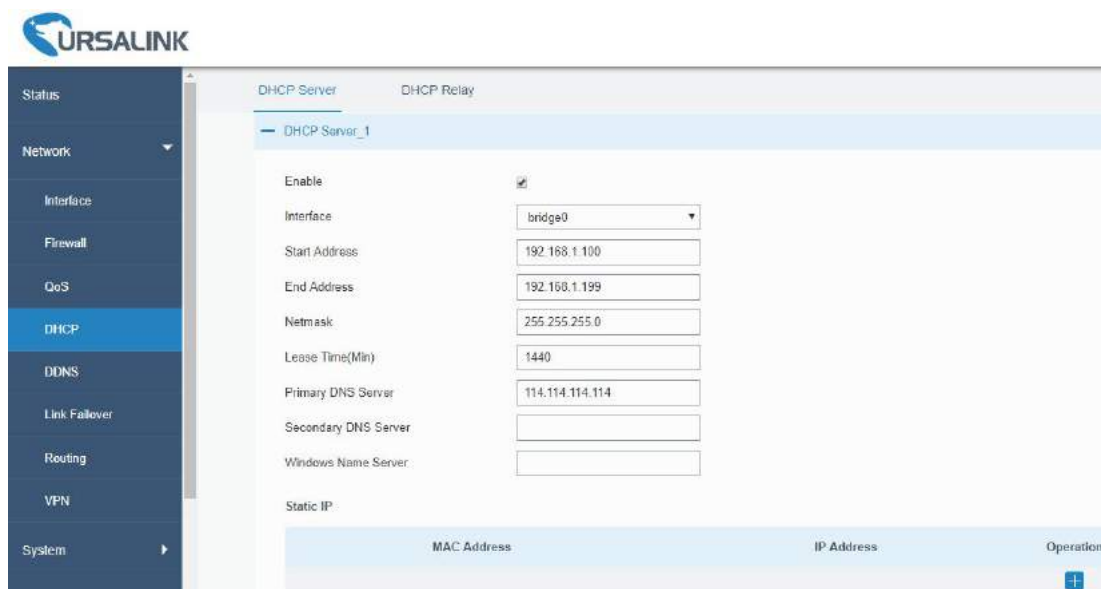 URSALINK
Status
DHCP Server DHCP Relay
DHCP Server_1
Network
Enable
Interface
Interface bridge0
Firewall
Start Address 192.168.1.100
QoS
End Address 192.168.1.199
DHCP
Netmask 255.255.255.0
DDNS
Lease Time(Min) 1440
Primary DNS Server 114.114.114.114
Link Failover
Secondary DNS Server
Routing
Windows Name Server
VPN
Static IP
System
MAC Address IP Address Operation